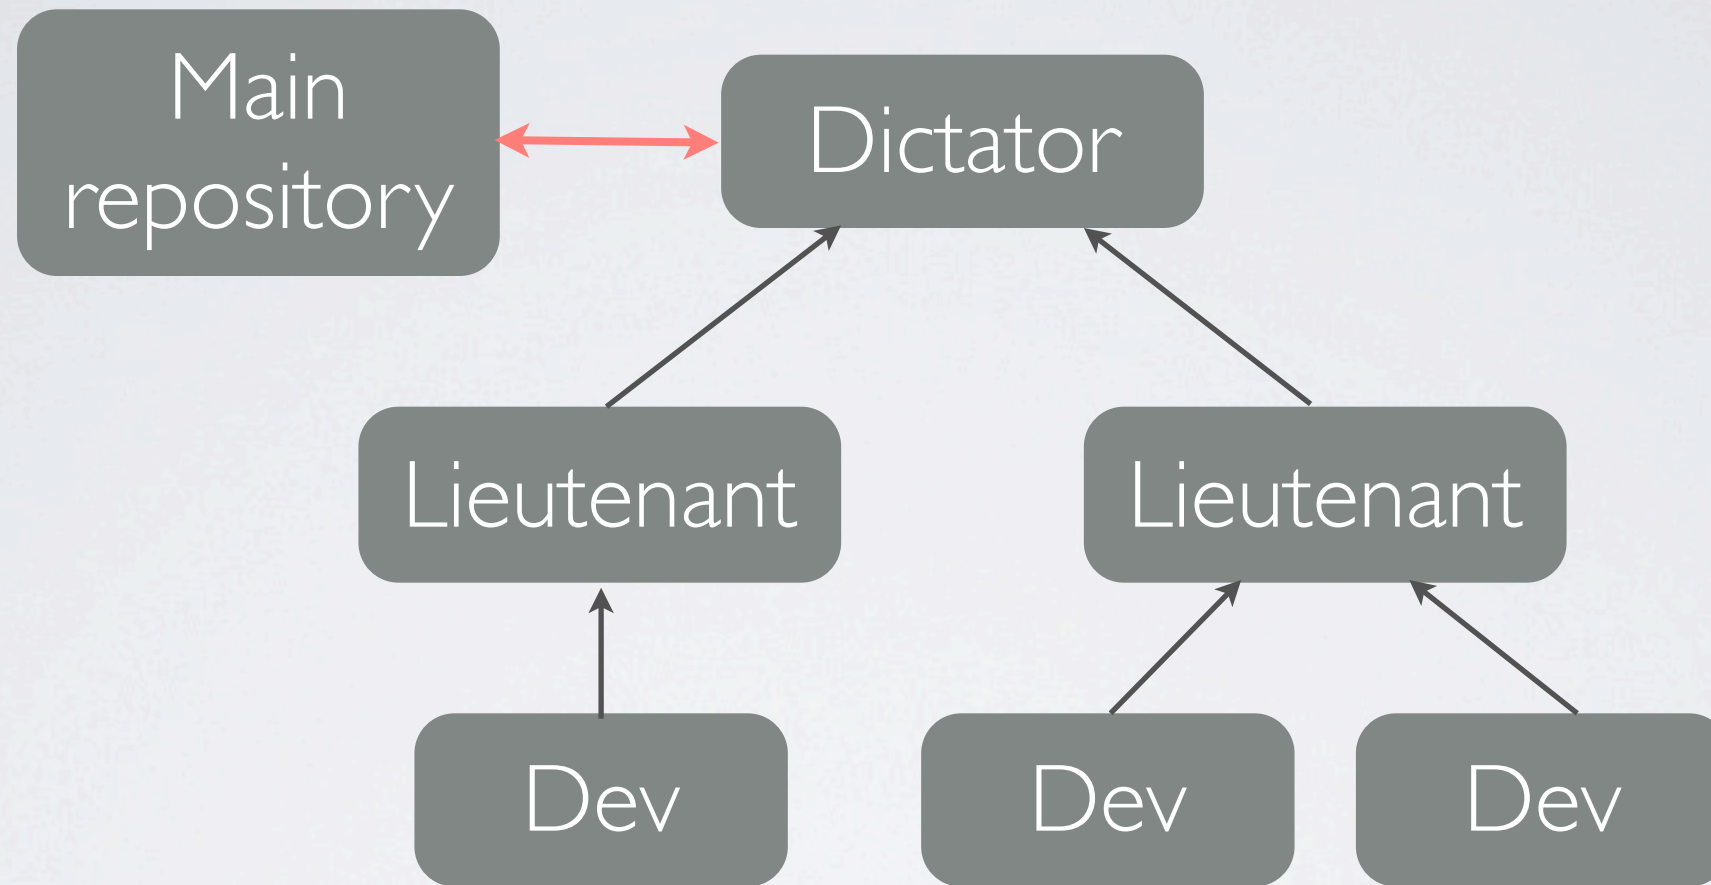 Main
repository
Dictator
Lieutenant
Lieutenant
Dev
Dev
Dev